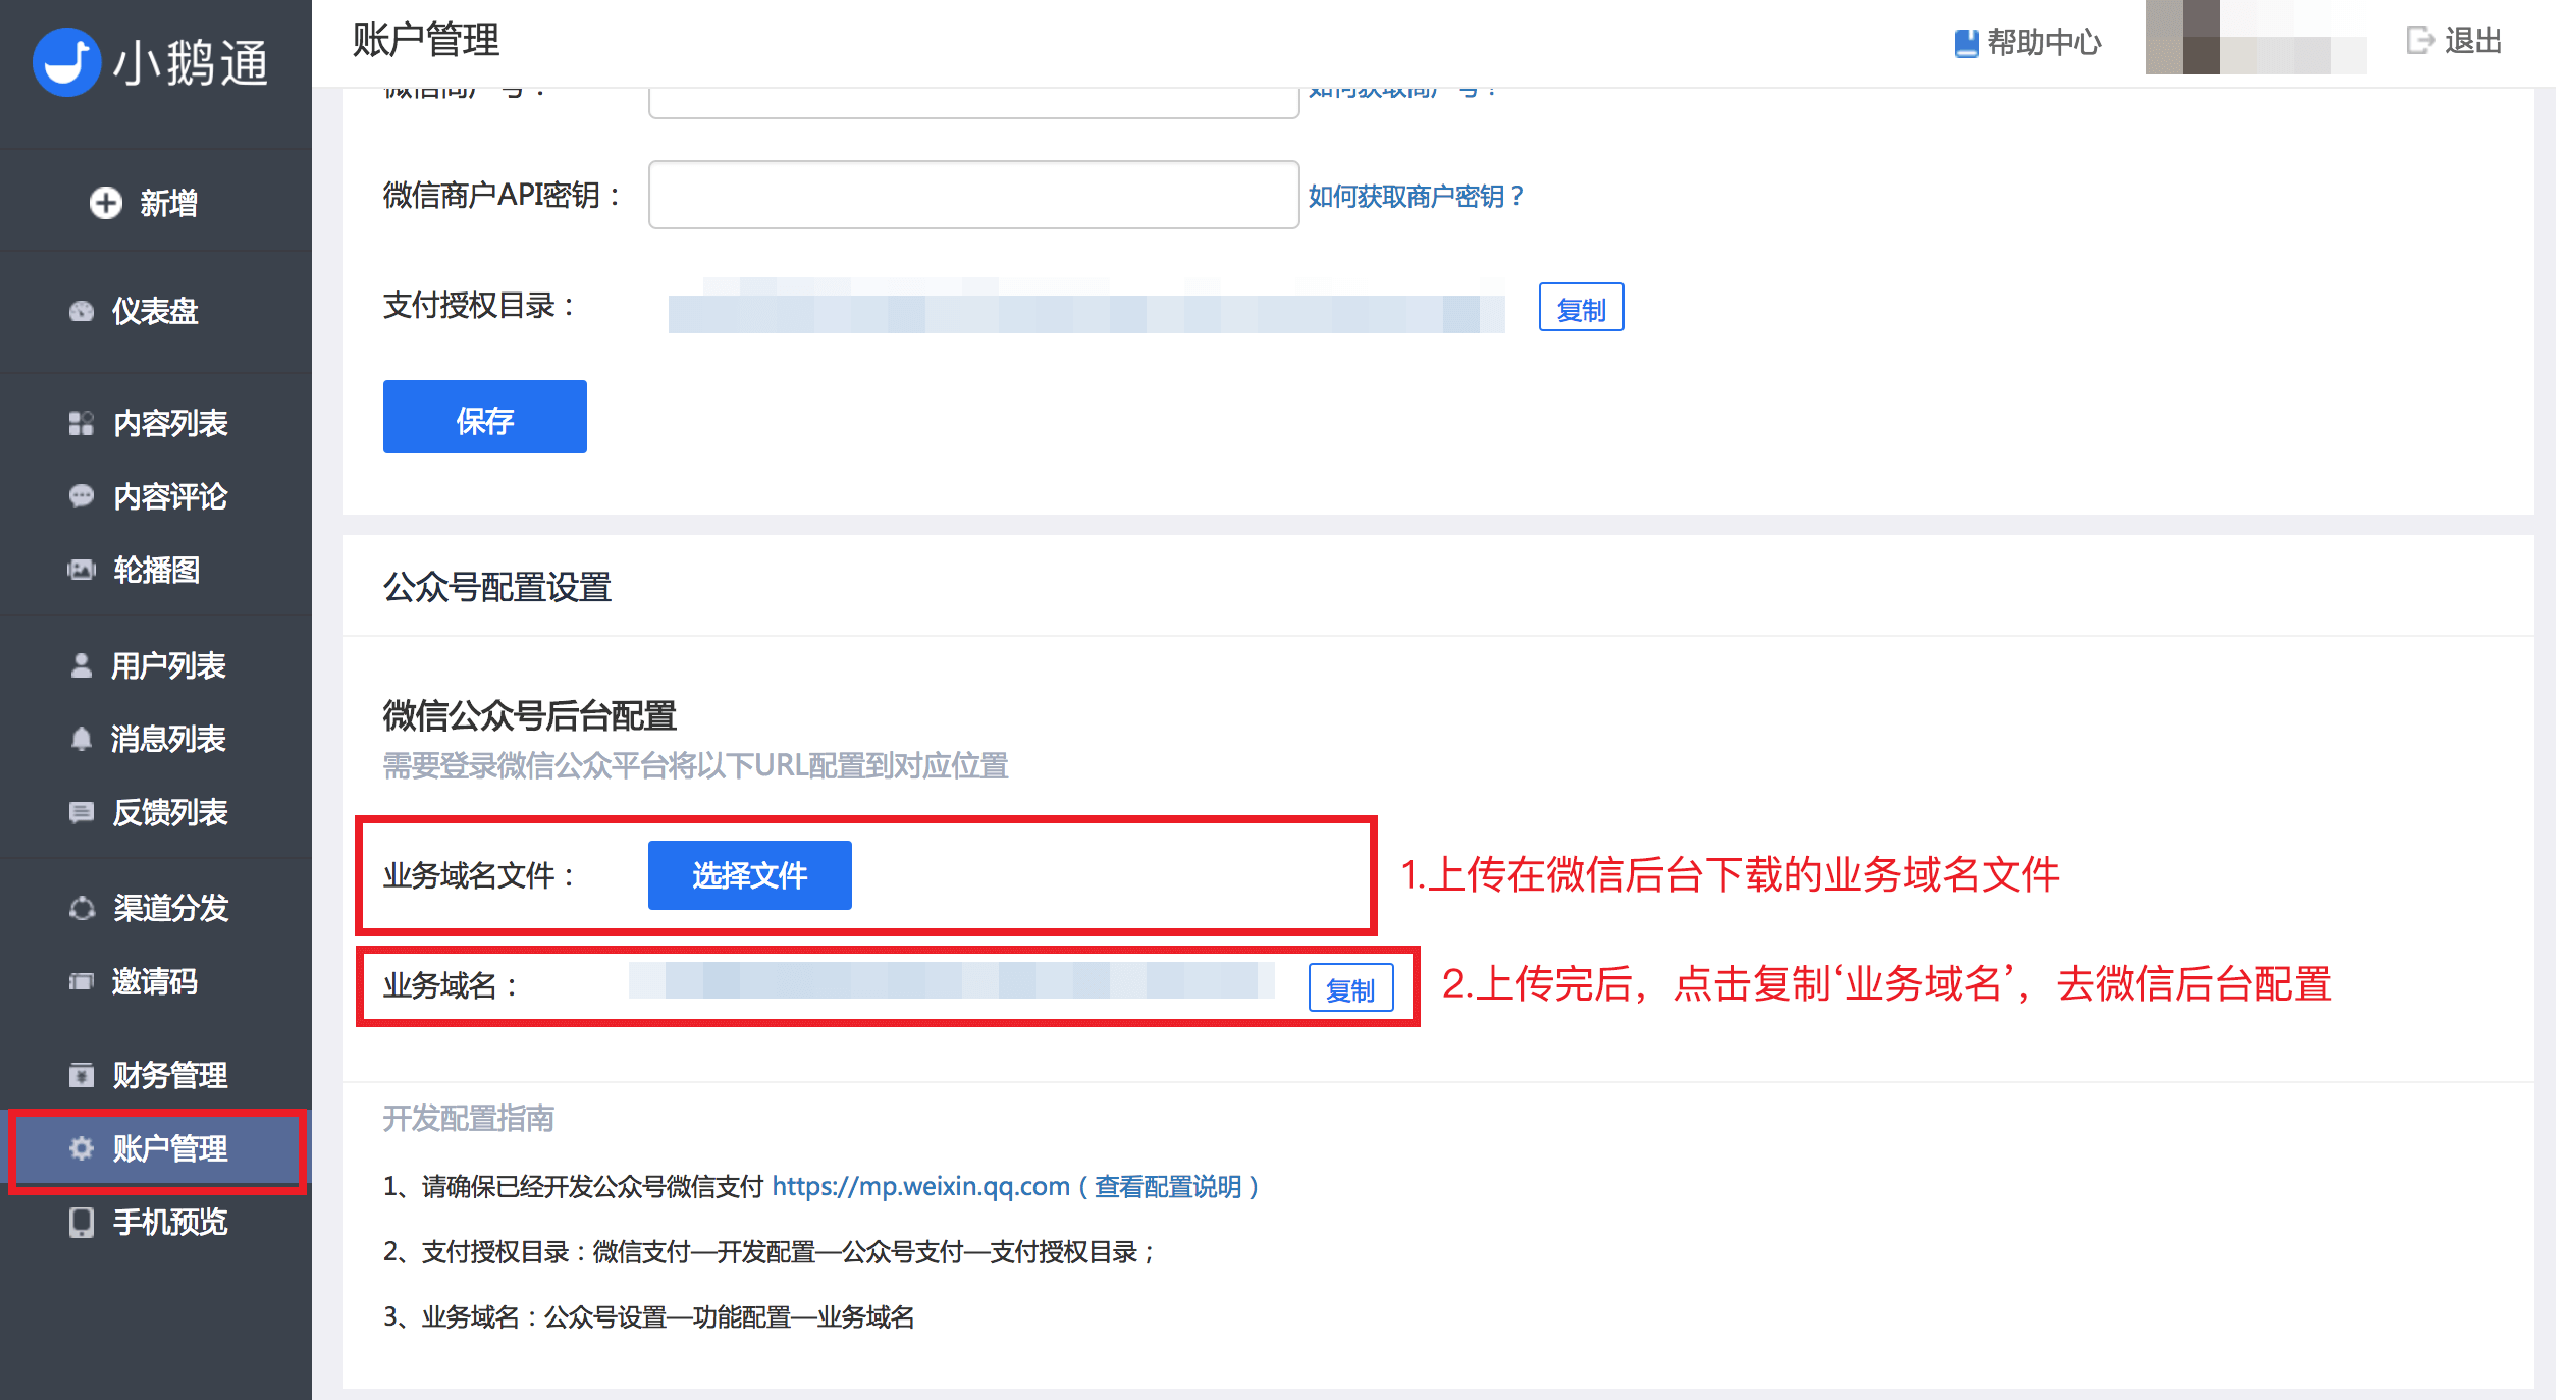 小鹅通
账户管理
帮助中心
退出
新增
仪表盘
内容列表
内容评论
轮播图
用户列表
消息列表
反馈列表
渠道分发
邀请码
财务管理
账户管理
手机预览
微信商户号：
如何获取商户号？
微信商户API密钥：
如何获取商户密钥？
支付授权目录：
复制
保存
公众号配置设置
微信公众号后台配置
需要登录微信公众平台将以下URL配置到对应位置
业务域名文件：
选择文件
1.上传在微信后台下载的业务域名文件
业务域名：
复制
2.上传完后，点击复制‘业务域名’，去微信后台配置
开发配置指南
1、请确保已经开发公众号微信支付 https://mp.weixin.qq.com（查看配置说明）
2、支付授权目录：微信支付—开发配置—公众号支付—支付授权目录；
3、业务域名：公众号设置—功能配置—业务域名